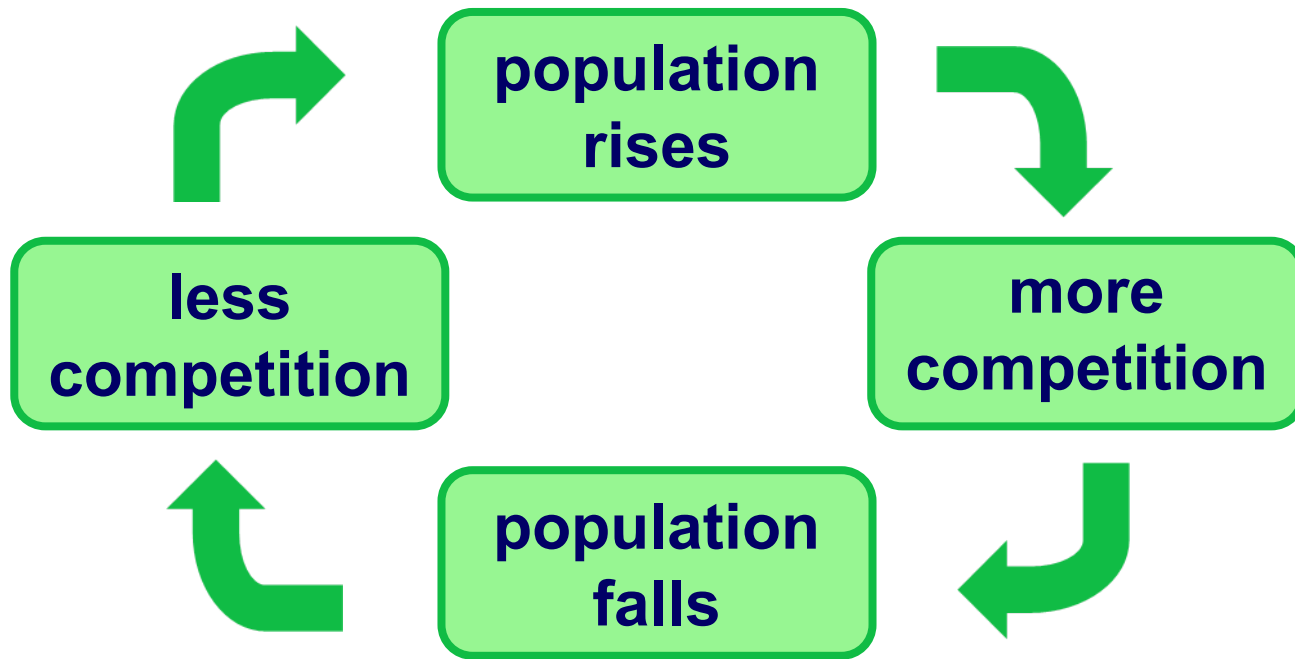 population
rises
more
competition
population
falls
less
competition